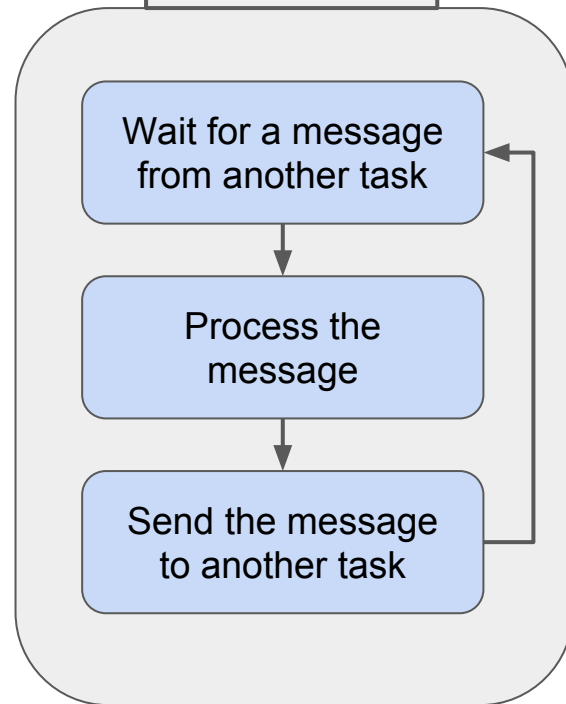 Wait for a message
from another task
Process the
message
Send the message
to another task